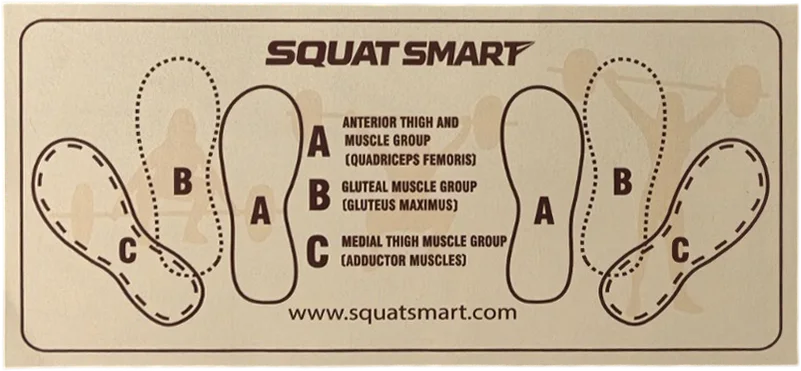 SQUAT SMART
A
ANTERIOR THIGH AND
MUSCLE GROUP
(QUADRICEPS FEMORIS)
B
GLUTEAL MUSCLE GROUP
(GLUTEUS MAXIMUS)
C
MEDIAL THIGH MUSCLE GROUP
(ADDUCTOR MUSCLES)
C
B
A
A
B
C
www.squatsmart.com